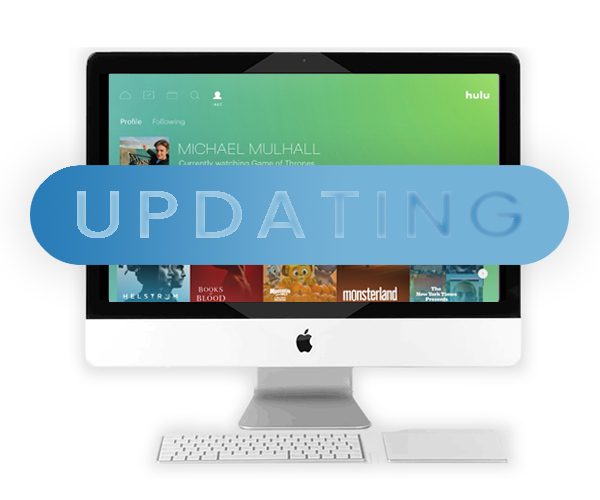 hulu
Profile Following
MICHAEL MULHALL
Currently watching Game of Thrones
UPDATING
HELSTROM
BOOKS
of
BLOOD
monsterland
The
New York Times
Presents